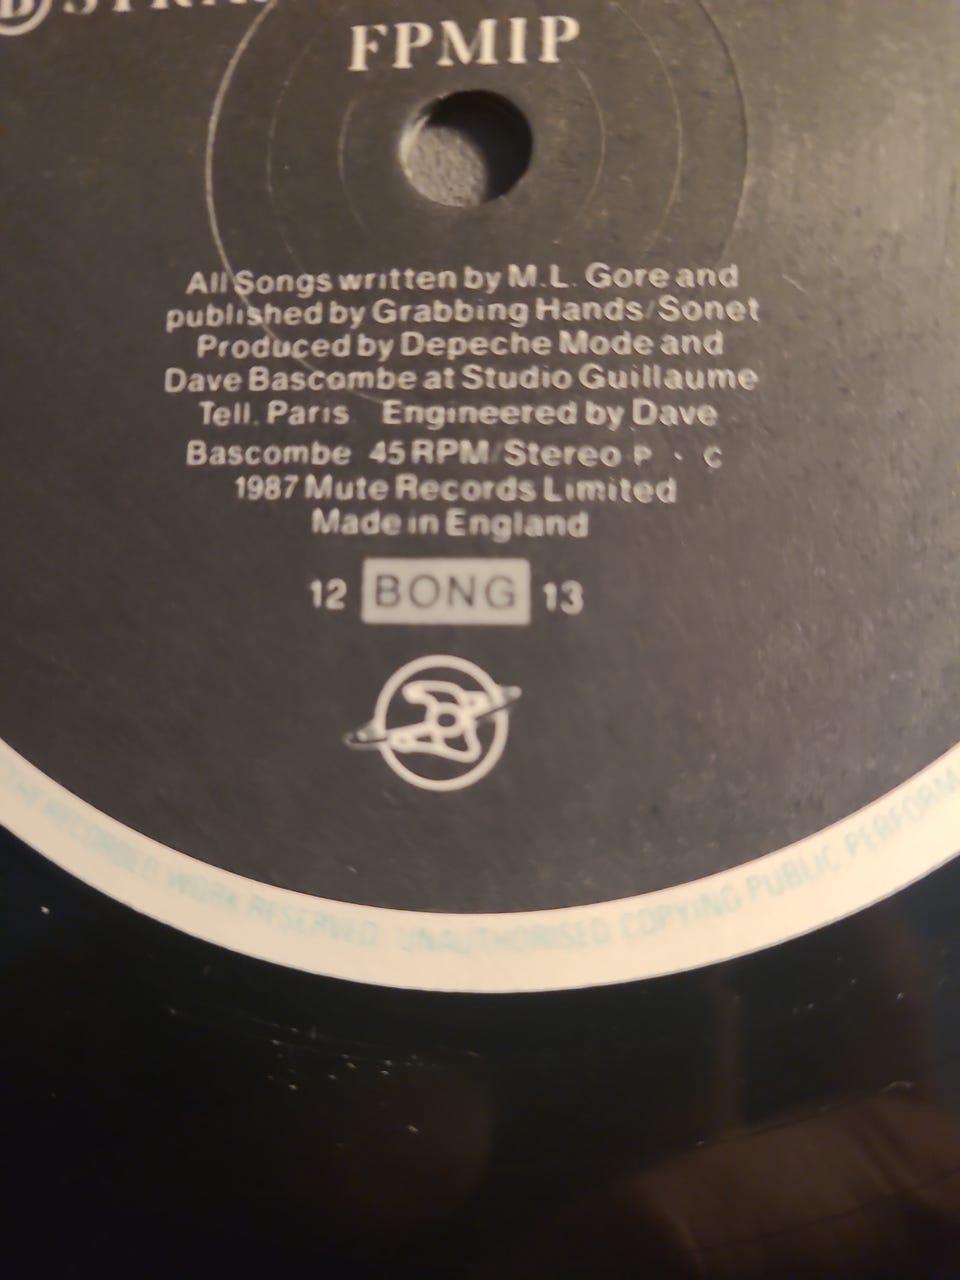 FPMIP
All Songs written by M.L. Gore and
published by Grabbing Hands/Sonet
Produced by Depeche Mode and
Dave Bascombe at Studio Guillaume
Tell. Paris Engineered by Dave
Bascombe 45 RPM/Stereo P · C
1987 Mute Records Limited
Made in England
12 BONG 13
RECORDED WORK RESERVED UNAUTHORISED COPYING PUBLIC